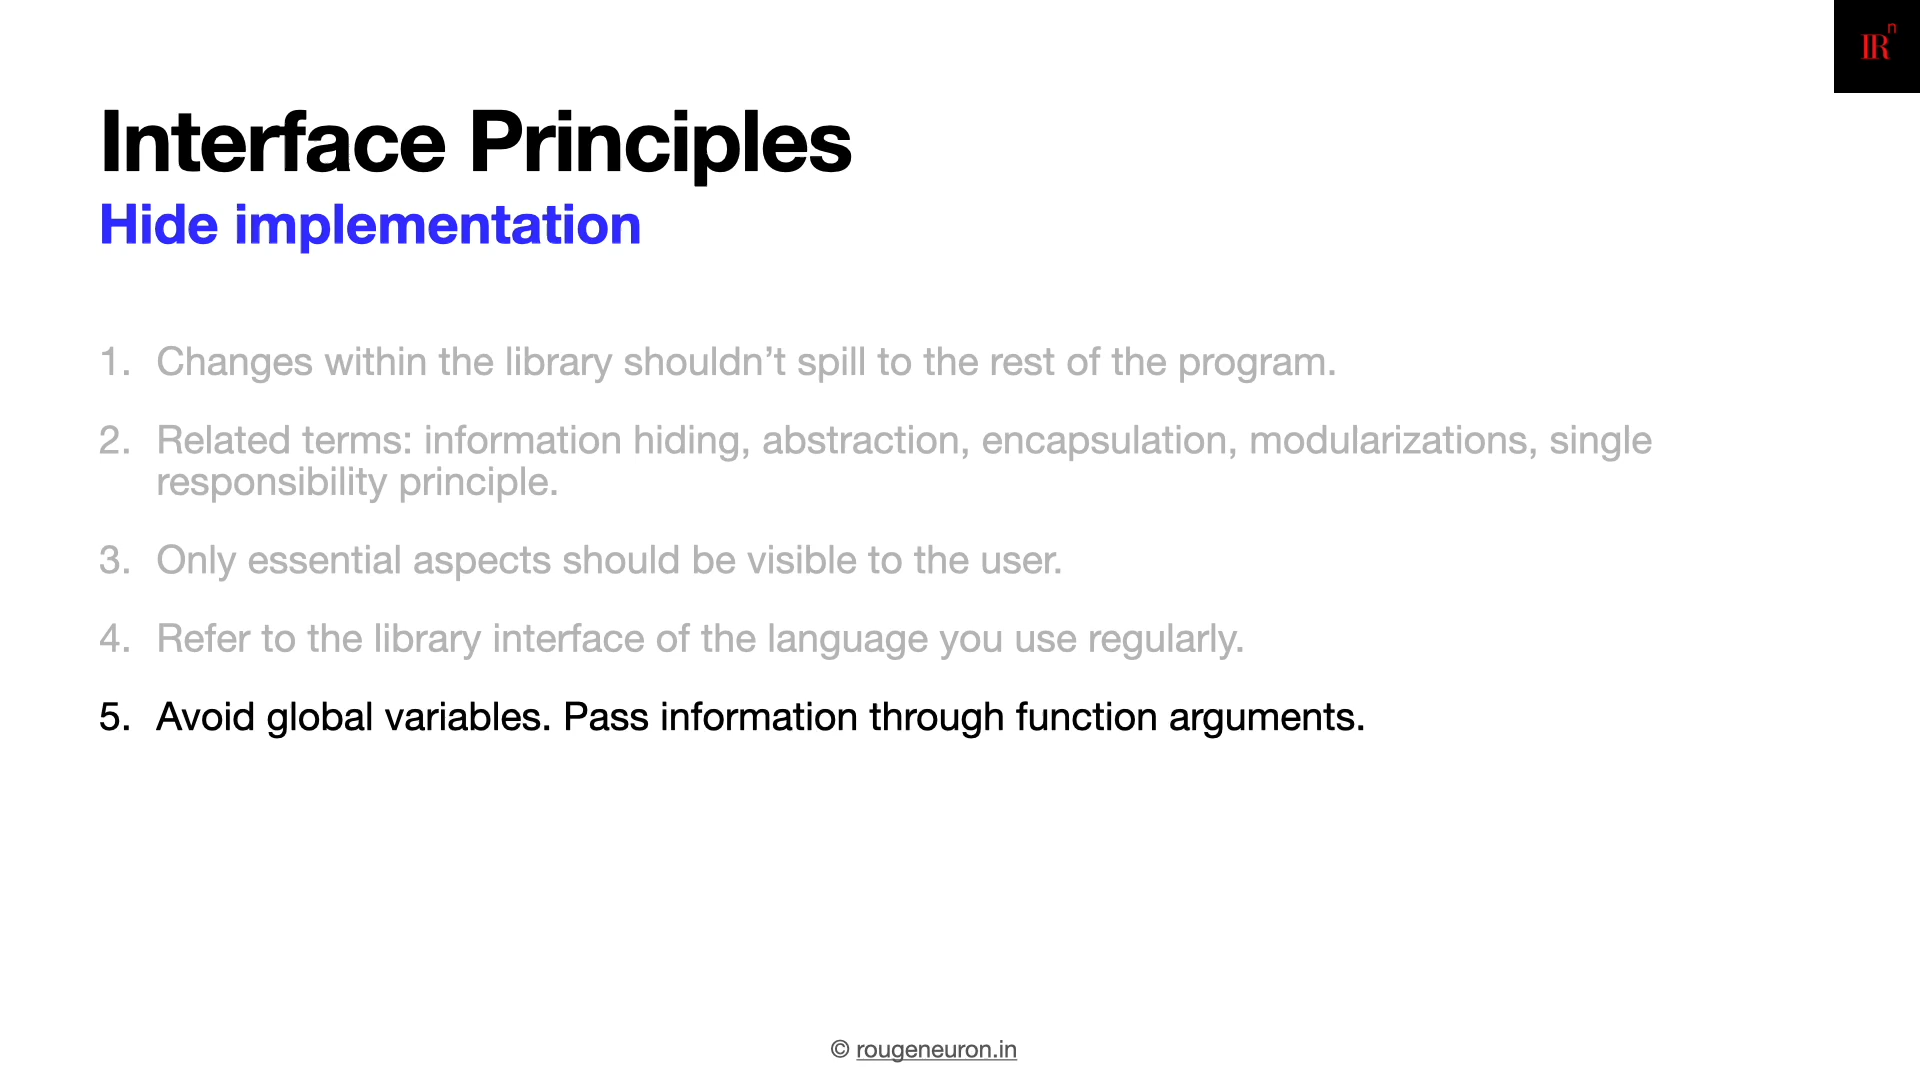 IRn
Interface Principles
Hide implementation
1. Changes within the library shouldn’t spill to the rest of the program.
2. Related terms: information hiding, abstraction, encapsulation, modularizations, single
responsibility principle.
3. Only essential aspects should be visible to the user.
4. Refer to the library interface of the language you use regularly.
5. Avoid global variables. Pass information through function arguments.
© rougeneuron.in